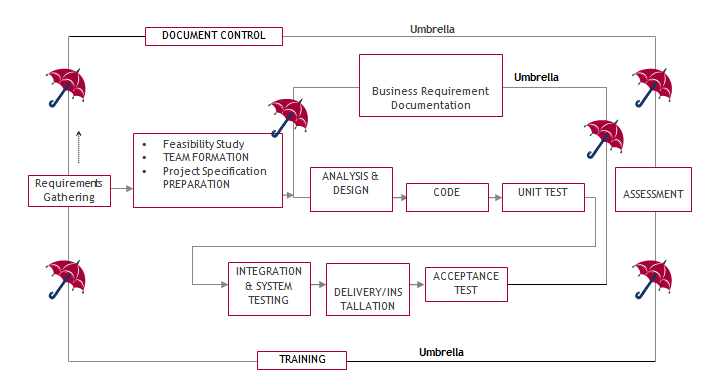 DOCUMENT CONTROL
Umbrella
Umbrella
Business Requirement
Documentation
• Feasibility Study
• TEAM FORMATION
• Project Specification
PREPARATION
Requirements
Gathering
ANALYSIS &
DESIGN
CODE
UNIT TEST
ASSESSMENT
INTEGRATION
& SYSTEM
TESTING
DELIVERY/INS
TALLATION
ACCEPTANCE
TEST
TRAINING
Umbrella